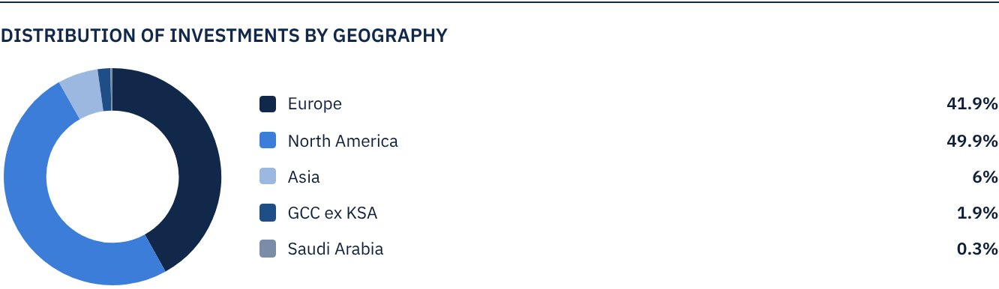 DISTRIBUTION OF INVESTMENTS BY GEOGRAPHY
Europe 41.9%
North America 49.9%
Asia 6%
GCC ex KSA 1.9%
Saudi Arabia 0.3%